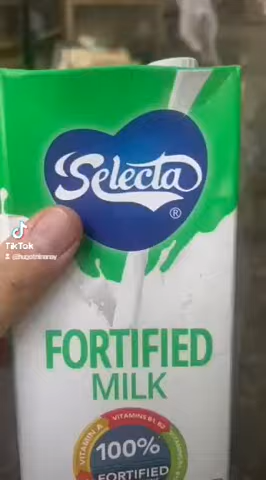 Selecta
®
TikTok
FORTIFIED
MILK
VITAMIN A
VITAMINS B1, B2
100%
FORTIFIED